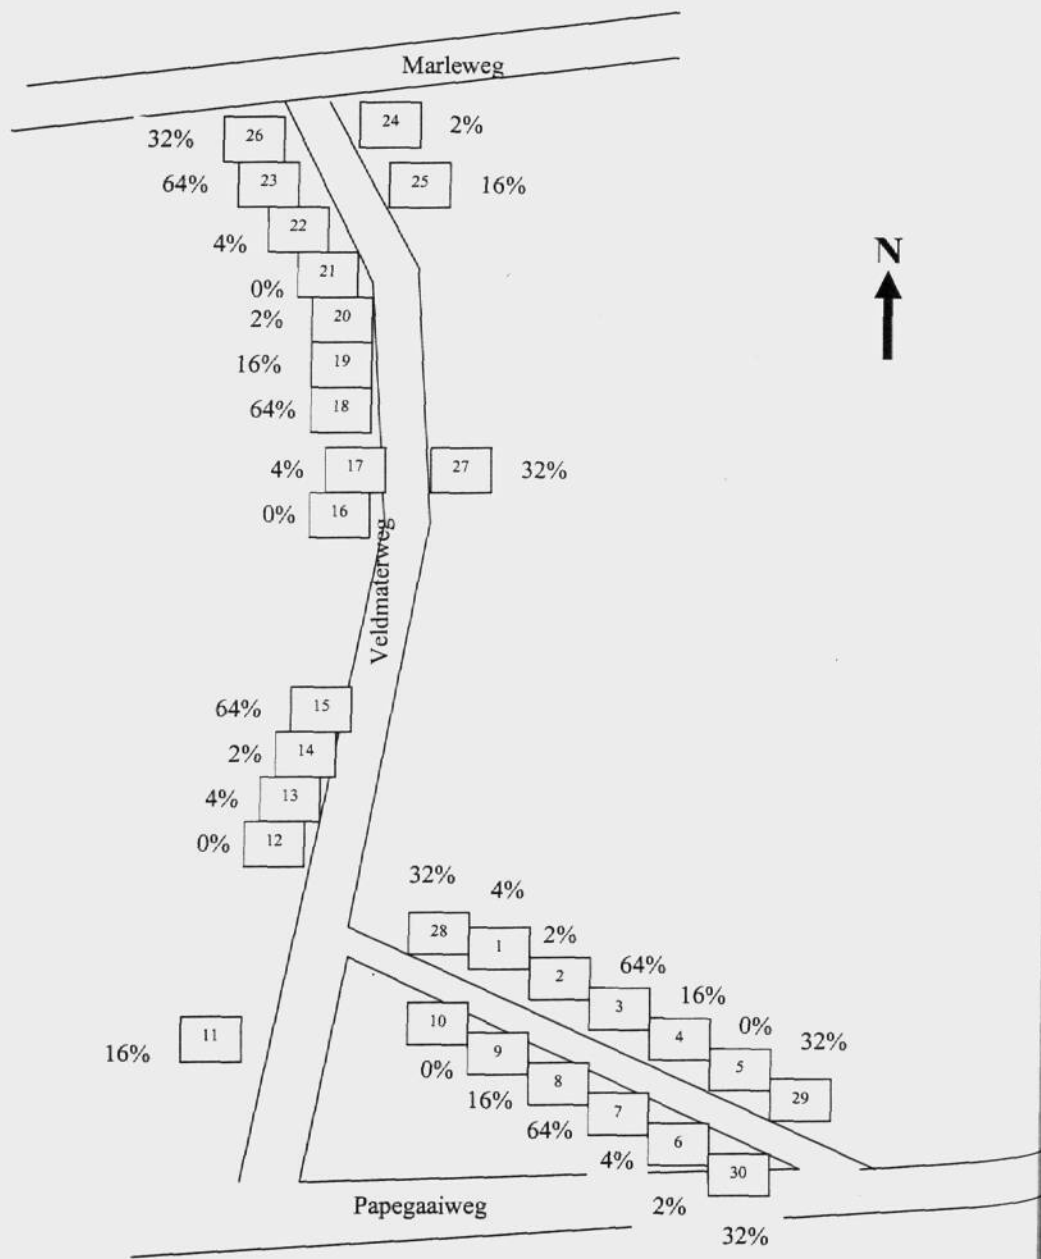 Marleweg
32% 26 24 2%
64% 23 25 16%
4% 22
N
0% 21
2% 20
16% 19
64% 18
4% 17 27 32%
0% 16
Veldmaterweg
64% 15
2% 14
4% 13
0% 12
32% 4%
28 1 2%
2 64%
3 16%
10 4 0%
11 9 5 32%
16% 0% 8 29
16% 7
64% 6
4% 30
Papegaaiweg 2%
32%